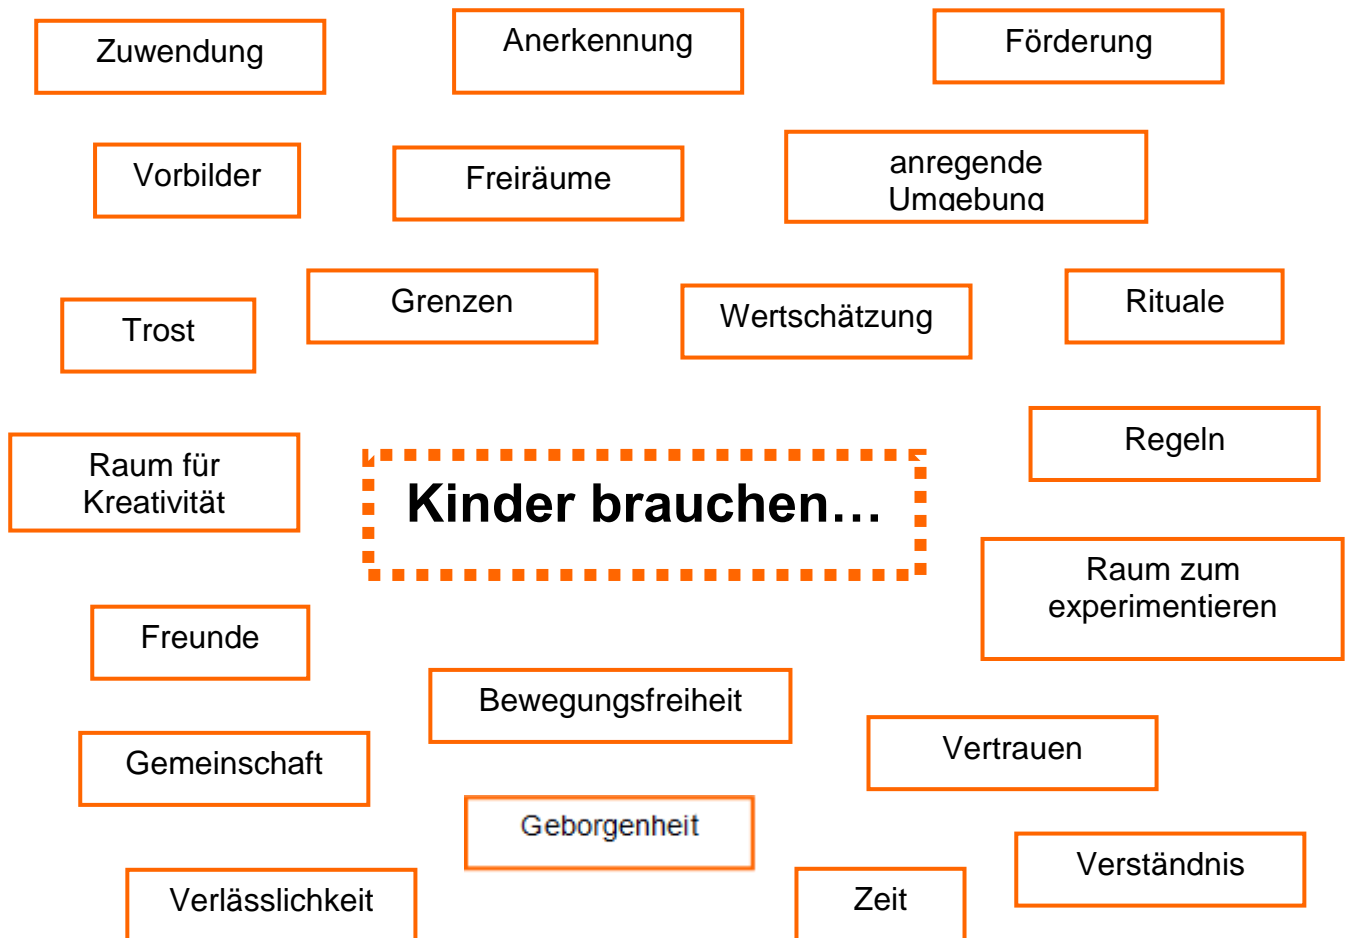 Zuwendung
Anerkennung
Förderung
Vorbilder
Freiräume
anregende
Umgebung
Trost
Grenzen
Wertschätzung
Rituale
Raum für
Kreativität
Kinder brauchen…
Regeln
Raum zum
experimentieren
Freunde
Bewegungsfreiheit
Gemeinschaft
Vertrauen
Geborgenheit
Verständnis
Verlässlichkeit
Zeit